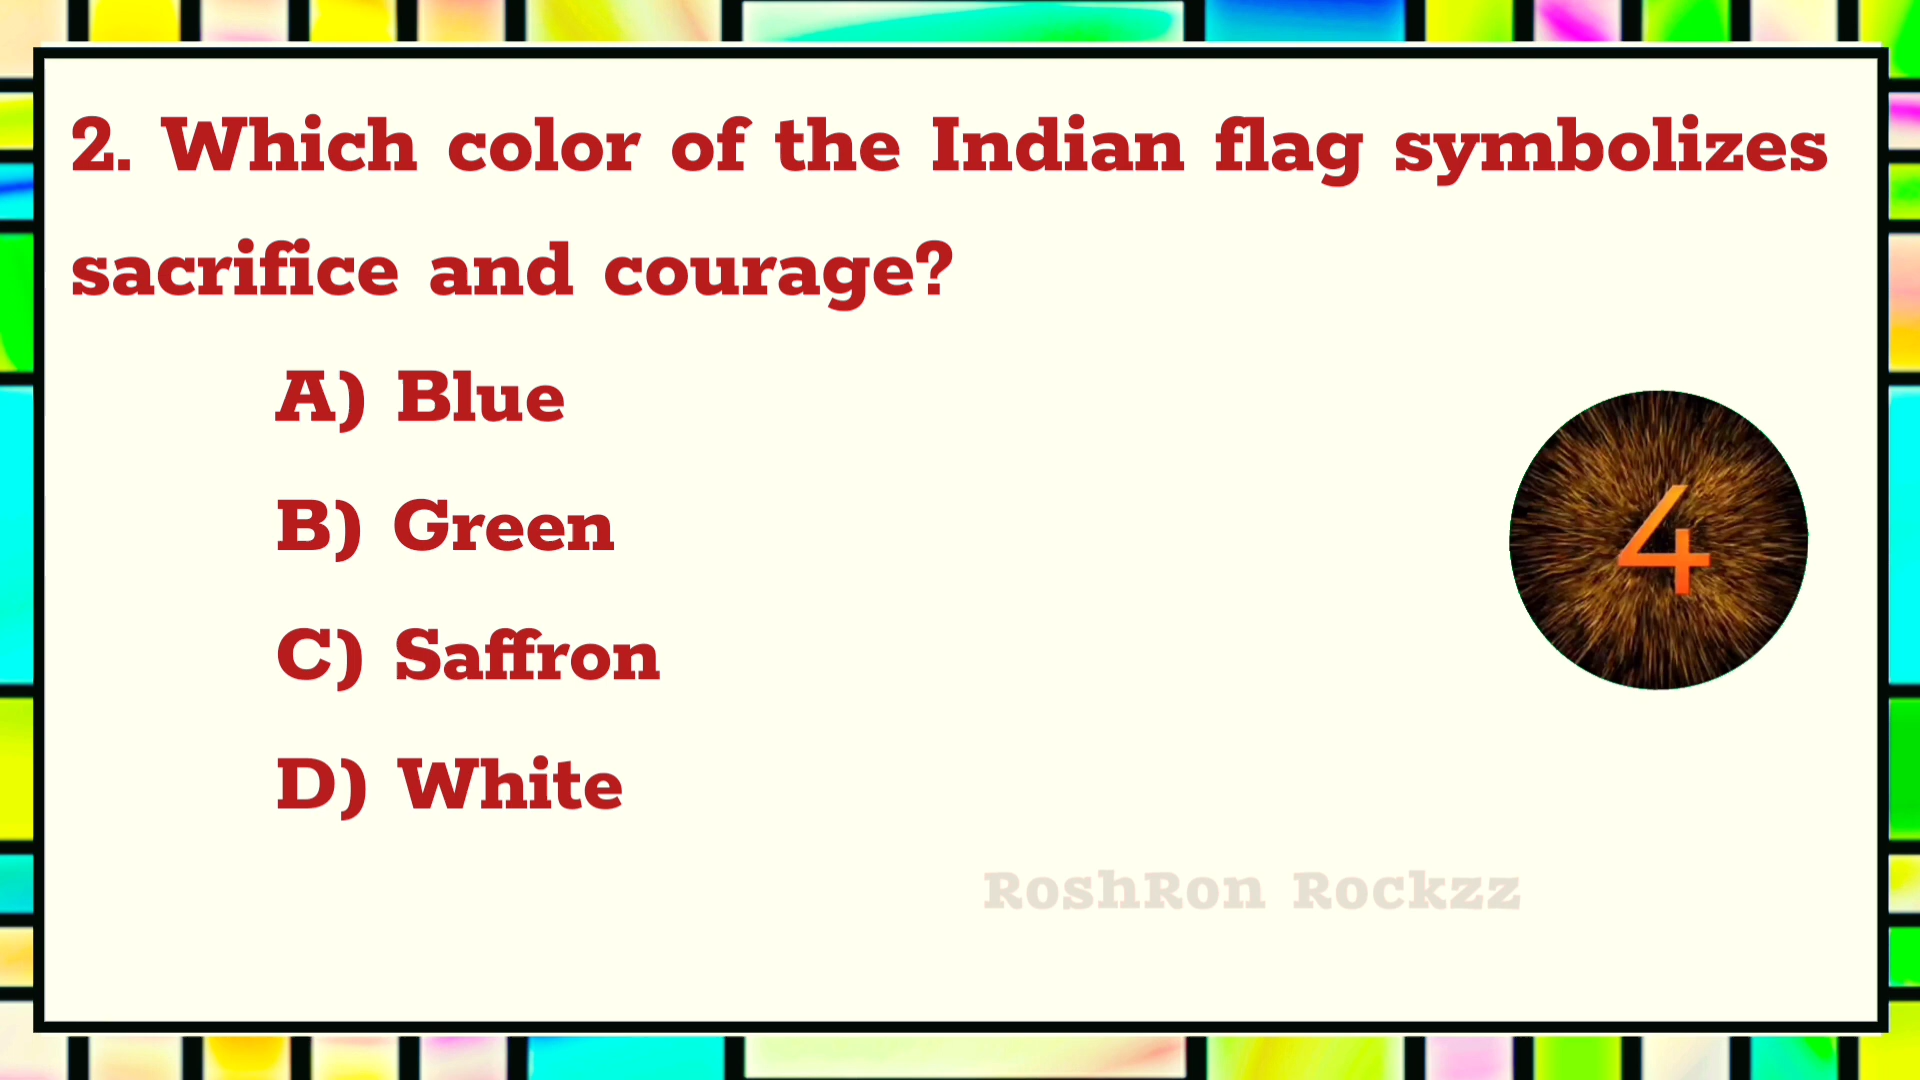 2. Which color of the Indian flag symbolizes
sacrifice and courage?
A) Blue
B) Green
C) Saffron
D) White
4
RoshRon Rockzz